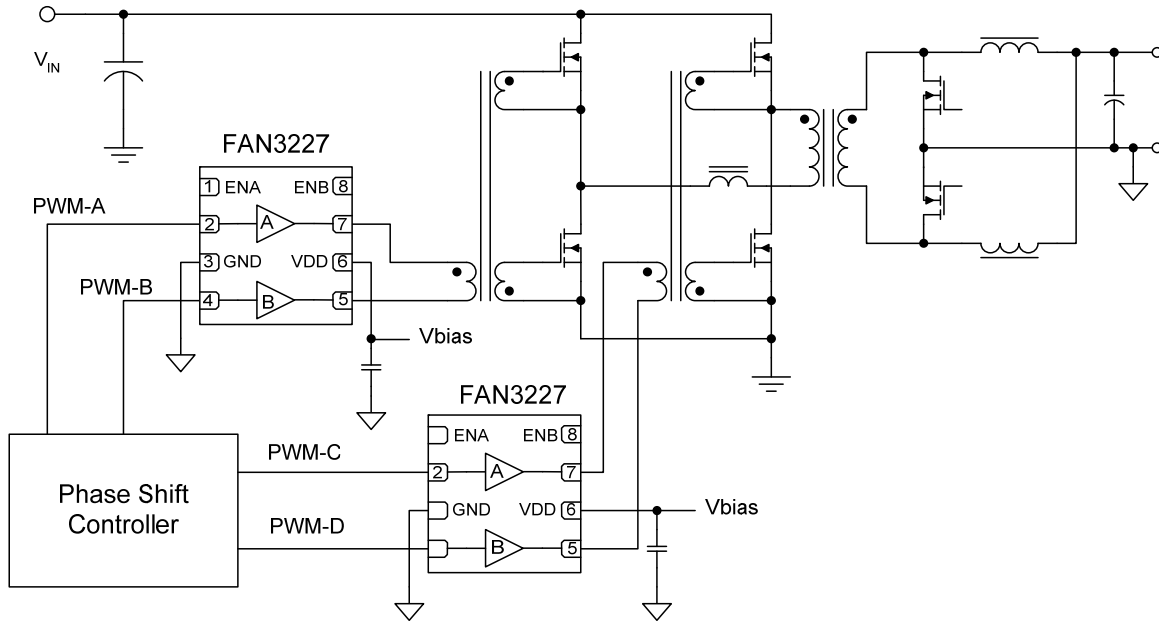 V_IN
FAN3227
1 ENA ENB 8
PWM-A
2 A 7
3 GND VDD 6
PWM-B
4 B 5
Vbias
FAN3227
ENA ENB 8
PWM-C
2 A 7
Phase Shift
Controller
GND VDD 6
Vbias
PWM-D
B 5